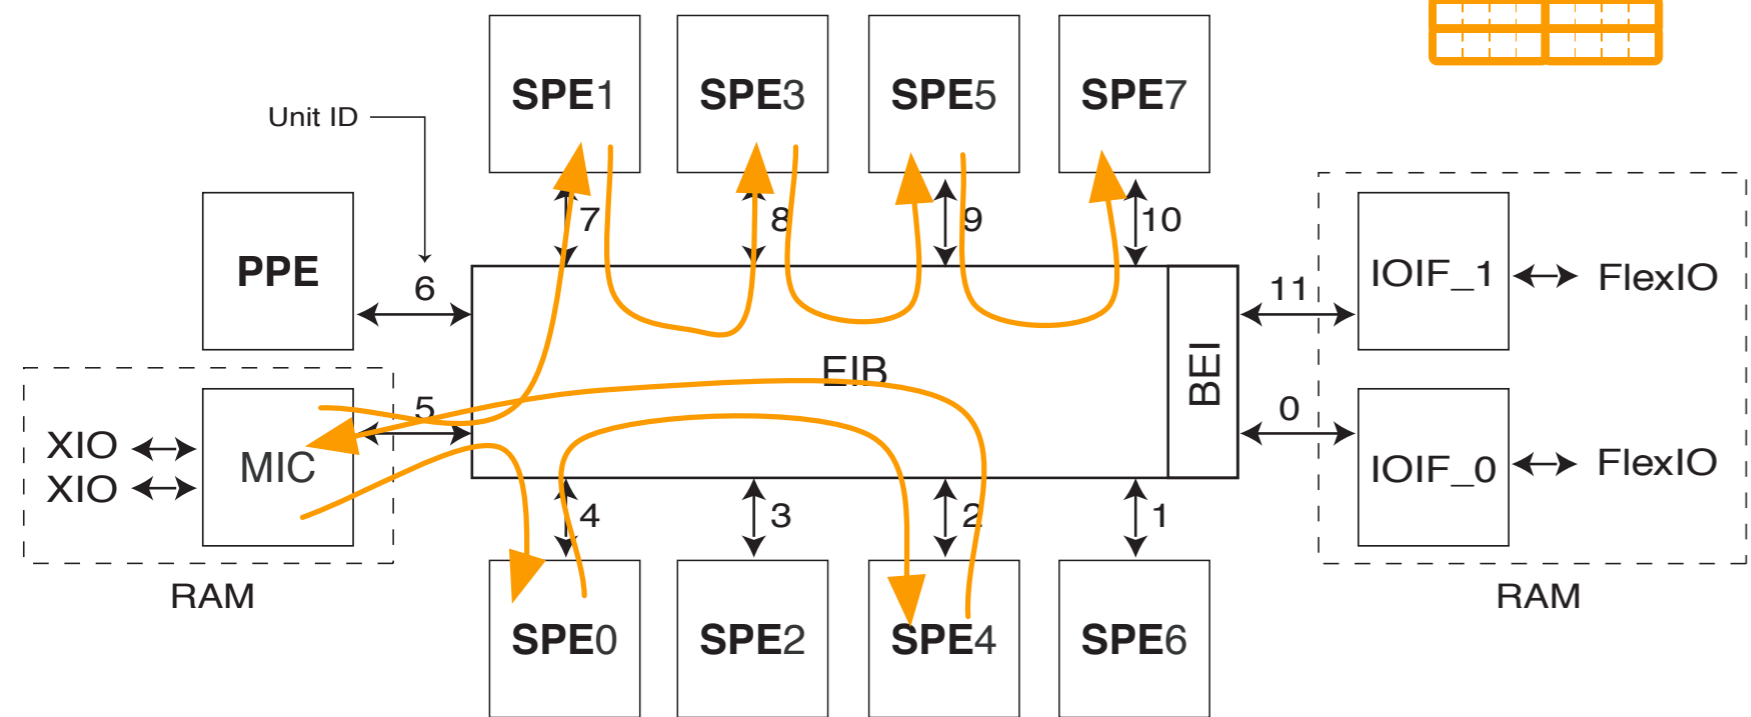 SPE1 SPE3 SPE5 SPE7
Unit ID
7 8 9 10
PPE 6 11 IOIF_1 FlexIO
EIB BEI
XIO MIC 5 0 IOIF_0 FlexIO
XIO
4 3 2 1
RAM RAM
SPE0 SPE2 SPE4 SPE6